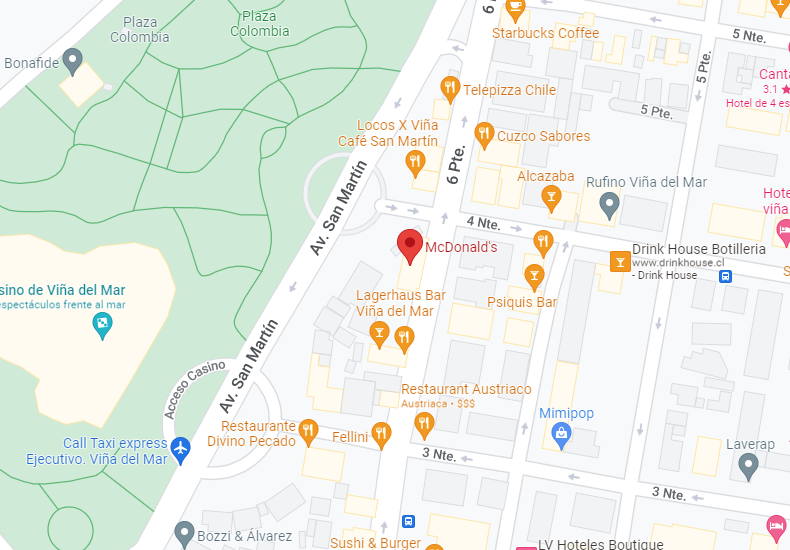 Plaza
Colombia
Plaza
Colombia
Bonafide
Starbucks Coffee
6
5 Nte.
5 Pte.
Telepizza Chile
Canta
3.1
Hotel de 4 es
5 Pte.
Locos X Viña
Café San Martín
Cuzco Sabores
6 Pte.
Av. San Martín
Alcazaba
Rufino Viña del Mar
Hote
viña
4 Nte.
McDonald's
Drink House Botilleria
www.drinkhouse.cl
- Drink House
S
sino de Viña del Mar
espectáculos frente al mar
Lagerhaus Bar
Viña del Mar
Psiquis Bar
Av. San Martín
Acceso Casino
Restaurant Austriaco
Austriaca • $$$
Restaurante
Divino Pecado
Fellini
Mimipop
Call Taxi express
Ejecutivo. Viña del Mar
3 Nte.
Laverap
3 Nte.
Bozzi & Álvarez
Sushi & Burger
LV Hoteles Boutique